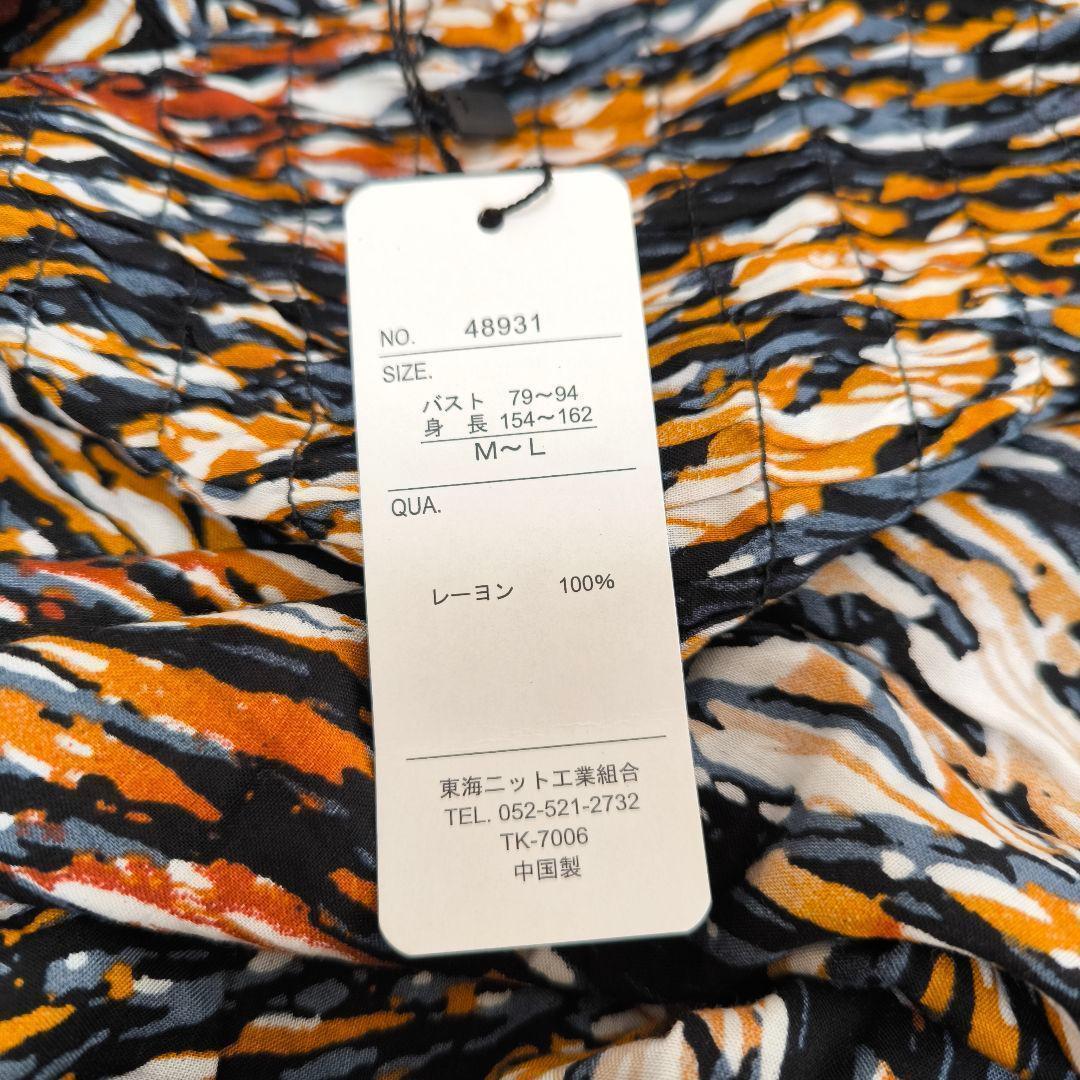 NO. 48931
SIZE.
バスト 79〜94
身 長 154〜162
M〜L
QUA.
レーヨン 100%
東海ニット工業組合
TEL. 052-521-2732
TK-7006
中国製